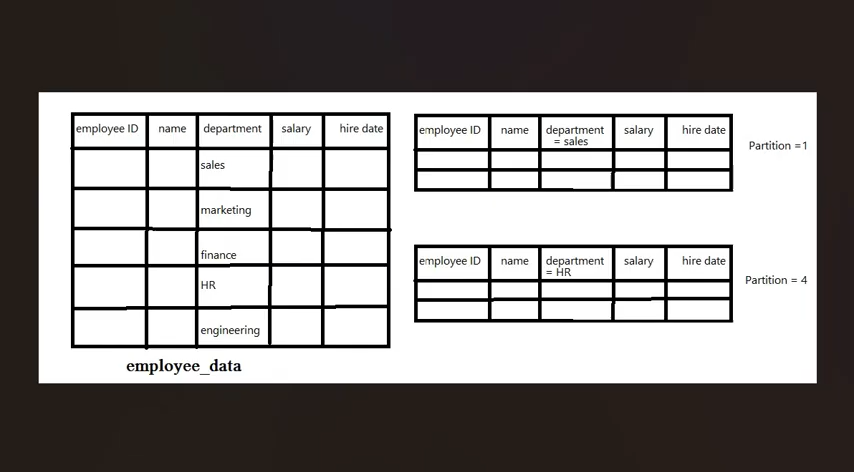 employee ID name department salary hire date
sales
marketing
finance
HR
engineering
employee_data
employee ID name department salary hire date
= sales
Partition =1
employee ID name department salary hire date
= HR
Partition = 4